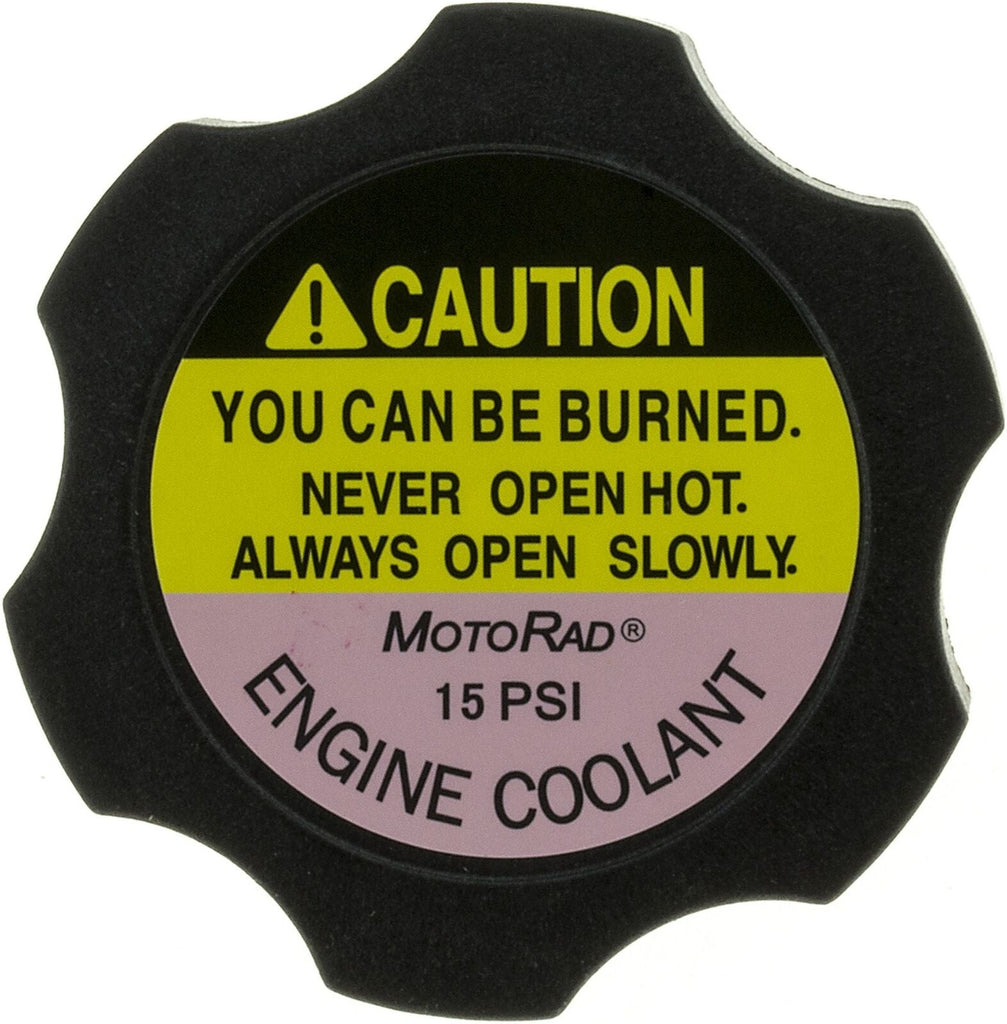 CAUTION
YOU CAN BE BURNED.
NEVER OPEN HOT.
ALWAYS OPEN SLOWLY.
MOTORAD®
15 PSI
ENGINE COOLANT